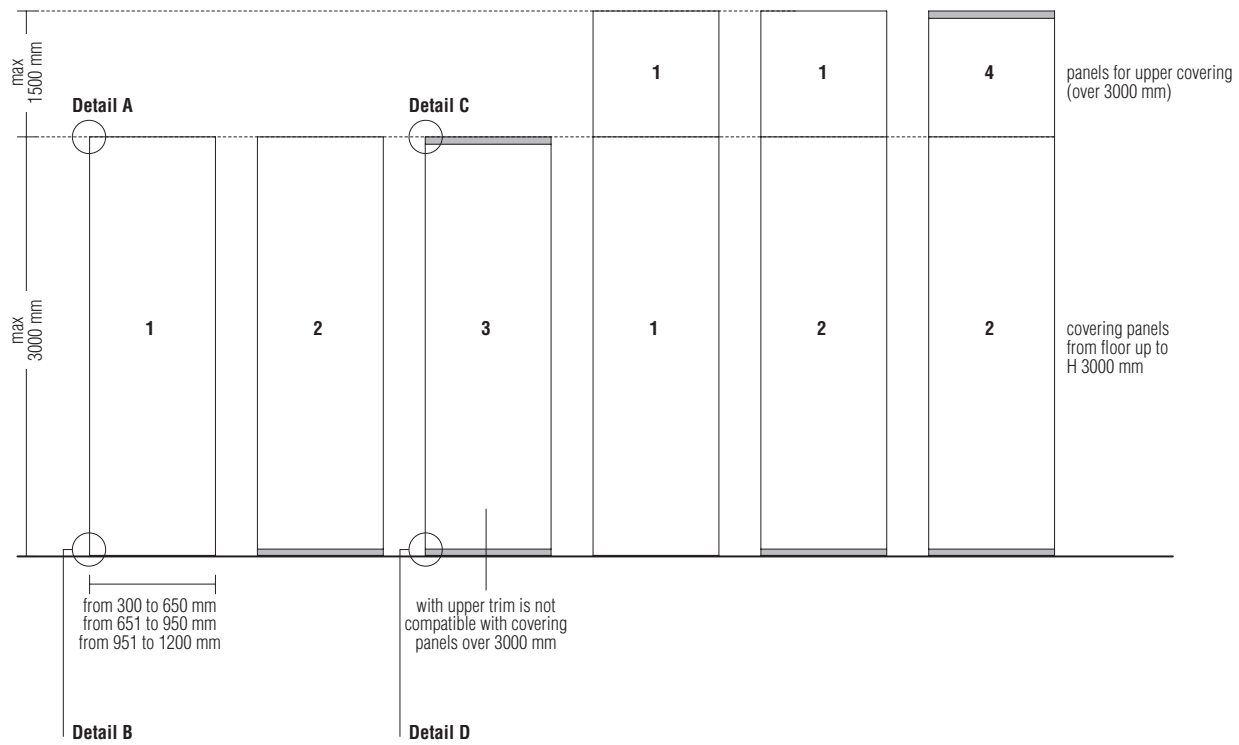 max
1500 mm
Detail A
Detail C
1
1
4
panels for upper covering
(over 3000 mm)
max
3000 mm
1
2
3
1
2
2
covering panels
from floor up to
H 3000 mm
from 300 to 650 mm
from 651 to 950 mm
from 951 to 1200 mm
with upper trim is not
compatible with covering
panels over 3000 mm
Detail B
Detail D